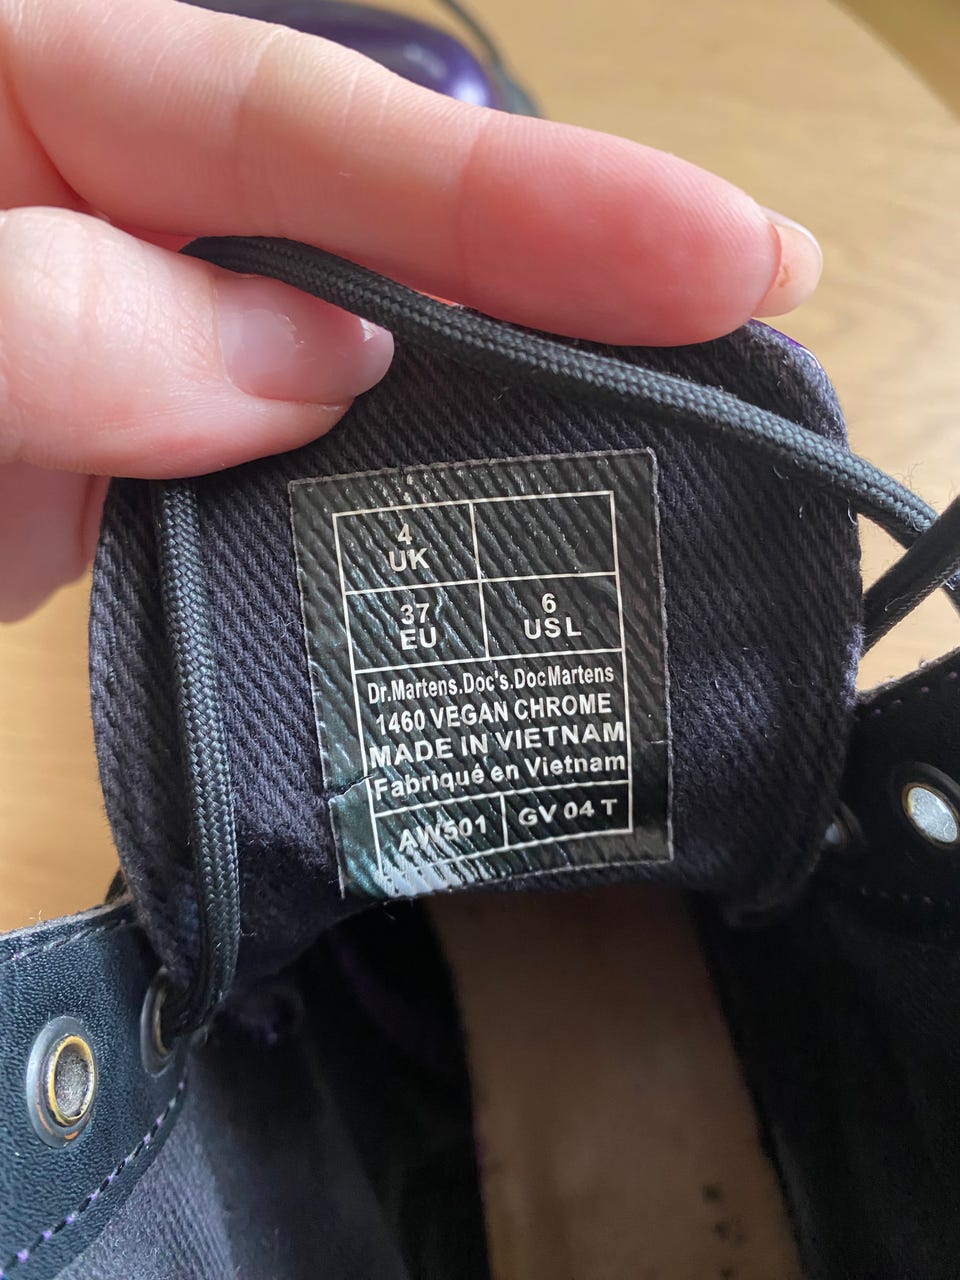 4
UK
37
EU
6
US L
Dr.Martens.Doc's.DocMartens
1460 VEGAN CHROME
MADE IN VIETNAM
Fabriqué en Vietnam
AW501
GV 04 T